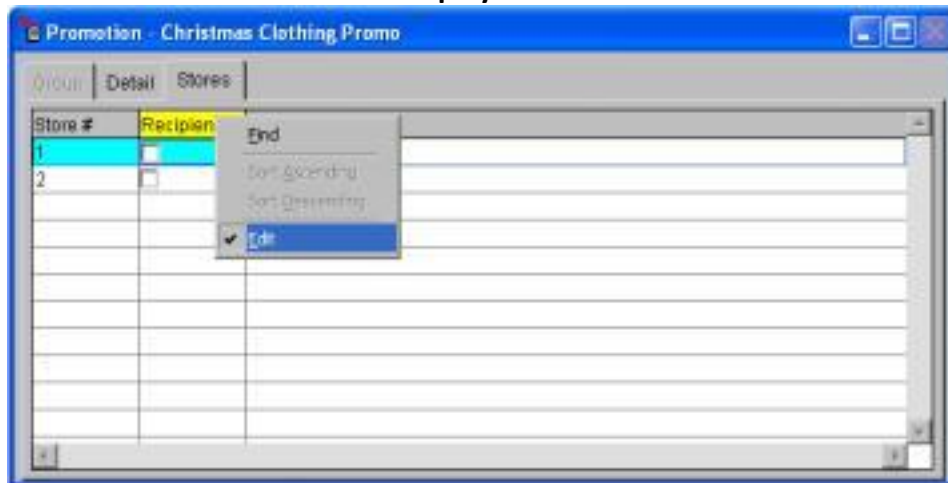 Promotion - Christmas Clothing Promo
Group Detail Stores
Store # Recipien
Find
1
Sort Ascending
2
Sort Descending
Edit